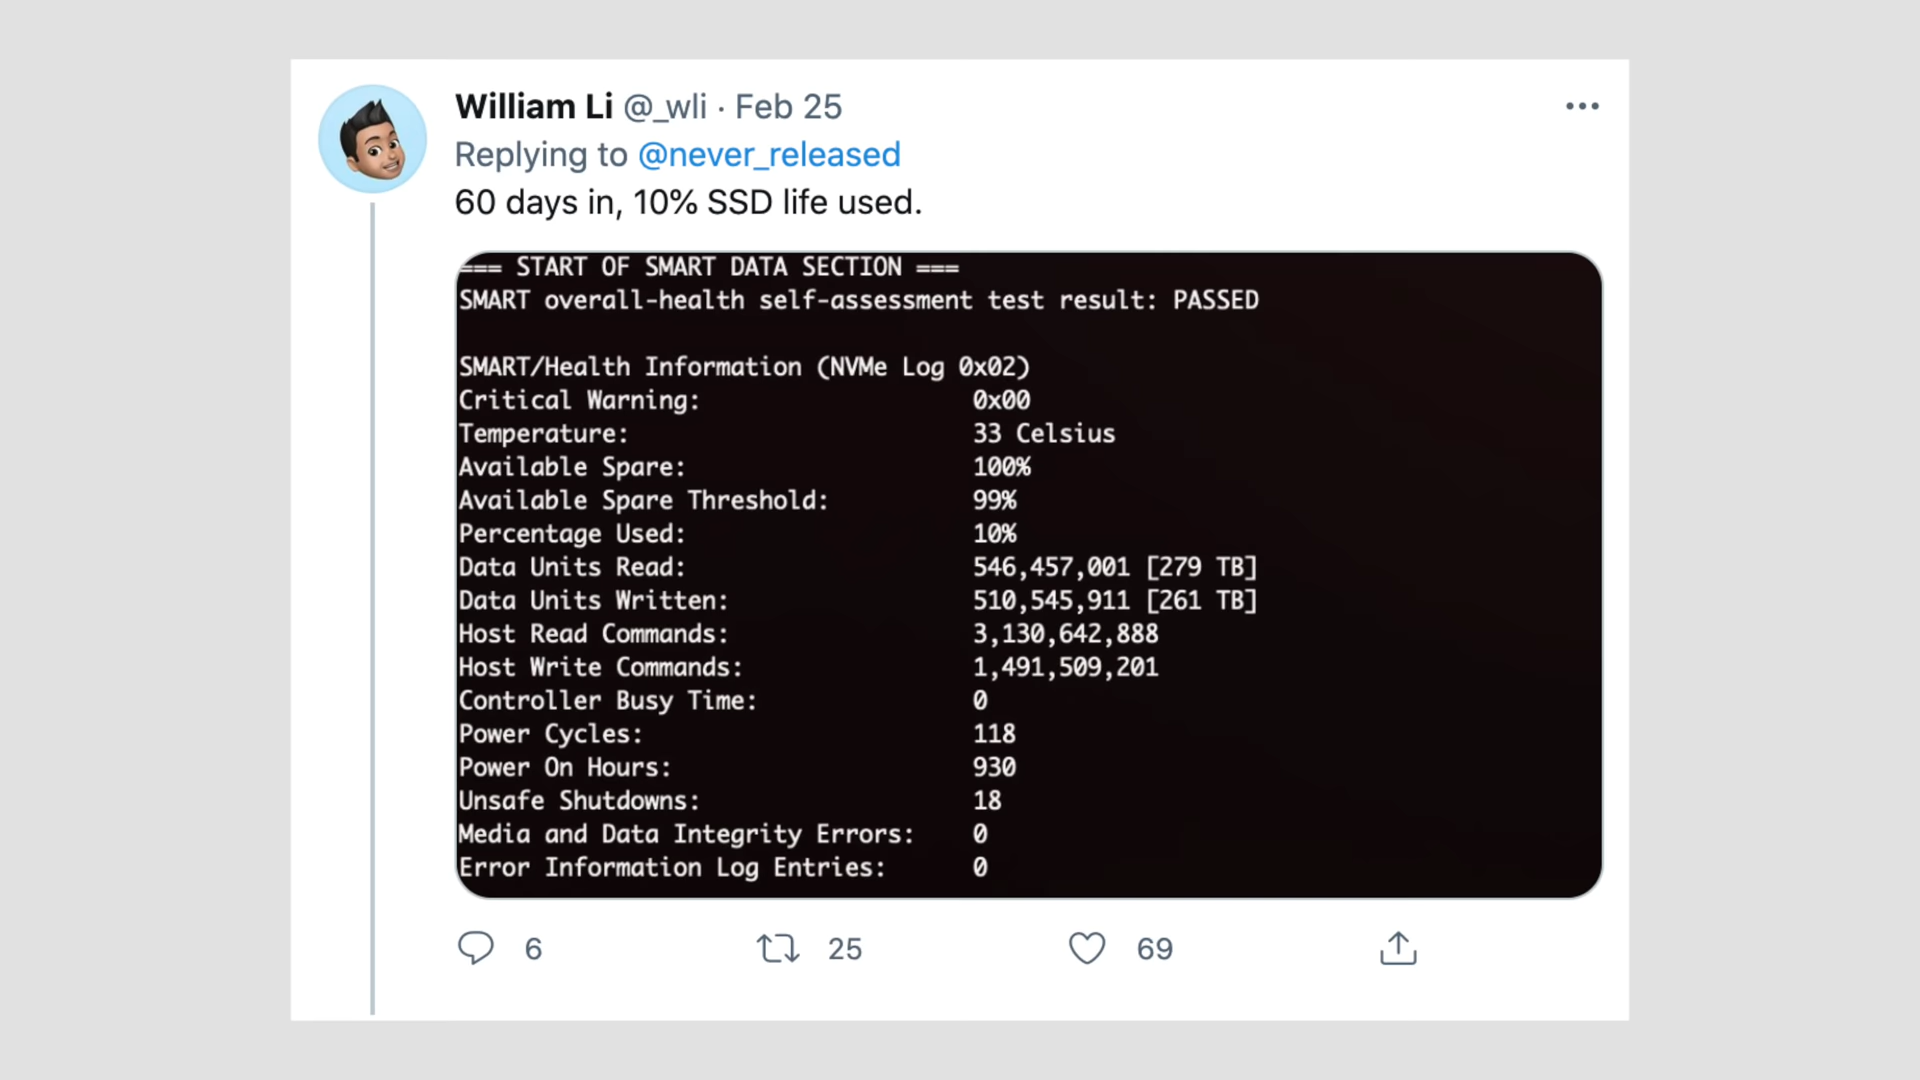 William Li @_wli · Feb 25
Replying to @never_released
60 days in, 10% SSD life used.
=== START OF SMART DATA SECTION ===
SMART overall-health self-assessment test result: PASSED
SMART/Health Information (NVMe Log 0x02)
Critical Warning: 0x00
Temperature: 33 Celsius
Available Spare: 100%
Available Spare Threshold: 99%
Percentage Used: 10%
Data Units Read: 546,457,001 [279 TB]
Data Units Written: 510,545,911 [261 TB]
Host Read Commands: 3,130,642,888
Host Write Commands: 1,491,509,201
Controller Busy Time: 0
Power Cycles: 118
Power On Hours: 930
Unsafe Shutdowns: 18
Media and Data Integrity Errors: 0
Error Information Log Entries: 0
6 25 69